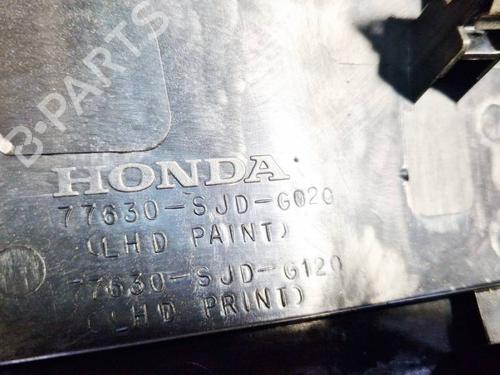 B-PARTS
HONDA
77630-SJD-G020
(LHD PAINT)
77630-SJD-G120
(LHD PRINT)